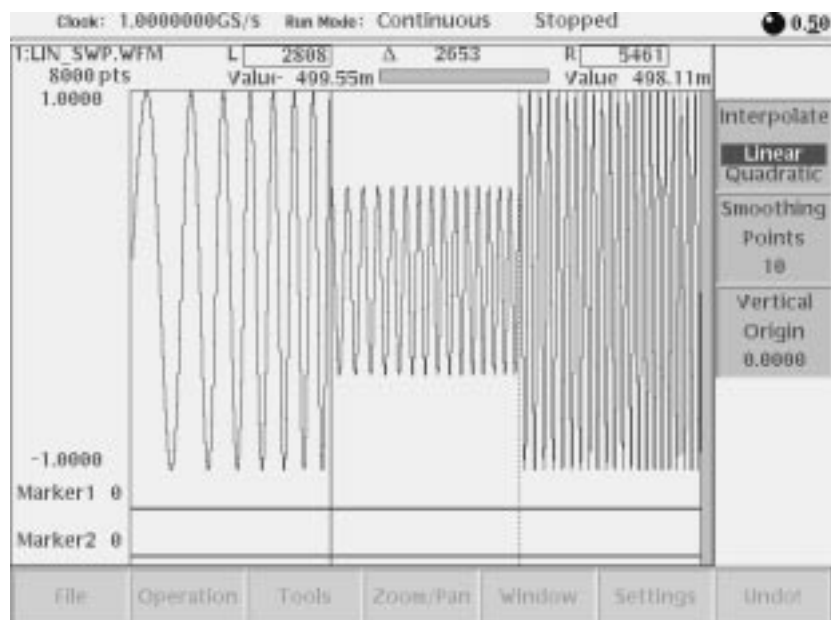 Clock: 1.0000000GS/s Run Mode: Continuous Stopped 0.50
1:LIN_SWP.WFM L 2808 Δ 2653 R 5461
8000 pts Value- 499.55m Value 498.11m
1.0000
Interpolate
Linear
Quadratic
Smoothing
Points
10
Vertical
Origin
0.0000
-1.0000
Marker1 0
Marker2 0
File Operation Tools Zoom/Pan Window Settings Undo!